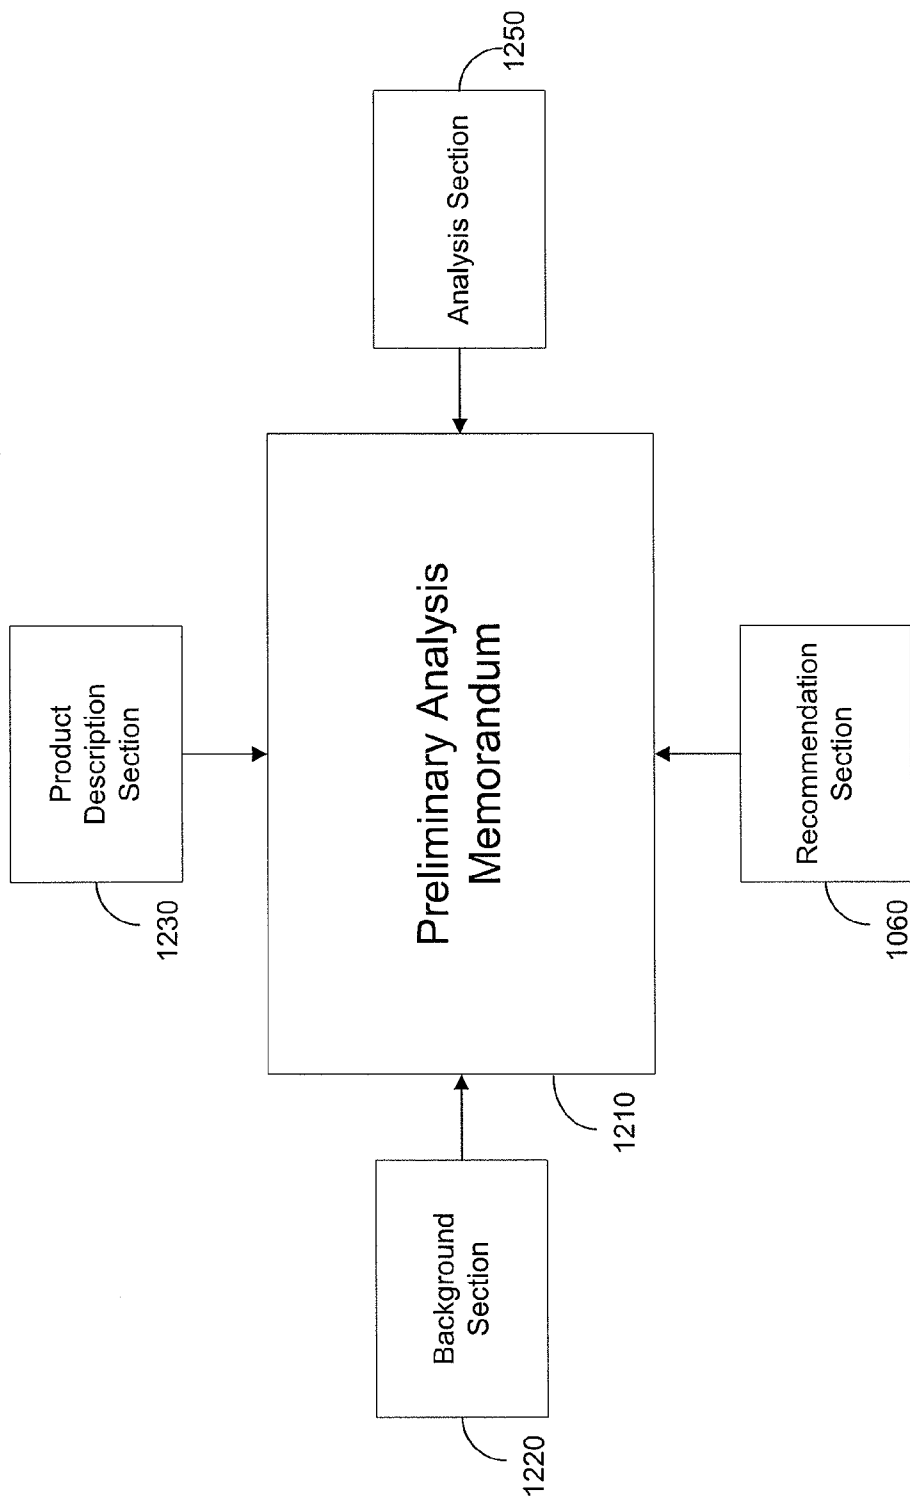 Product
Description
Section
1230
Background
Section
1220
Preliminary Analysis
Memorandum
1210
Analysis Section
1250
Recommendation
Section
1060